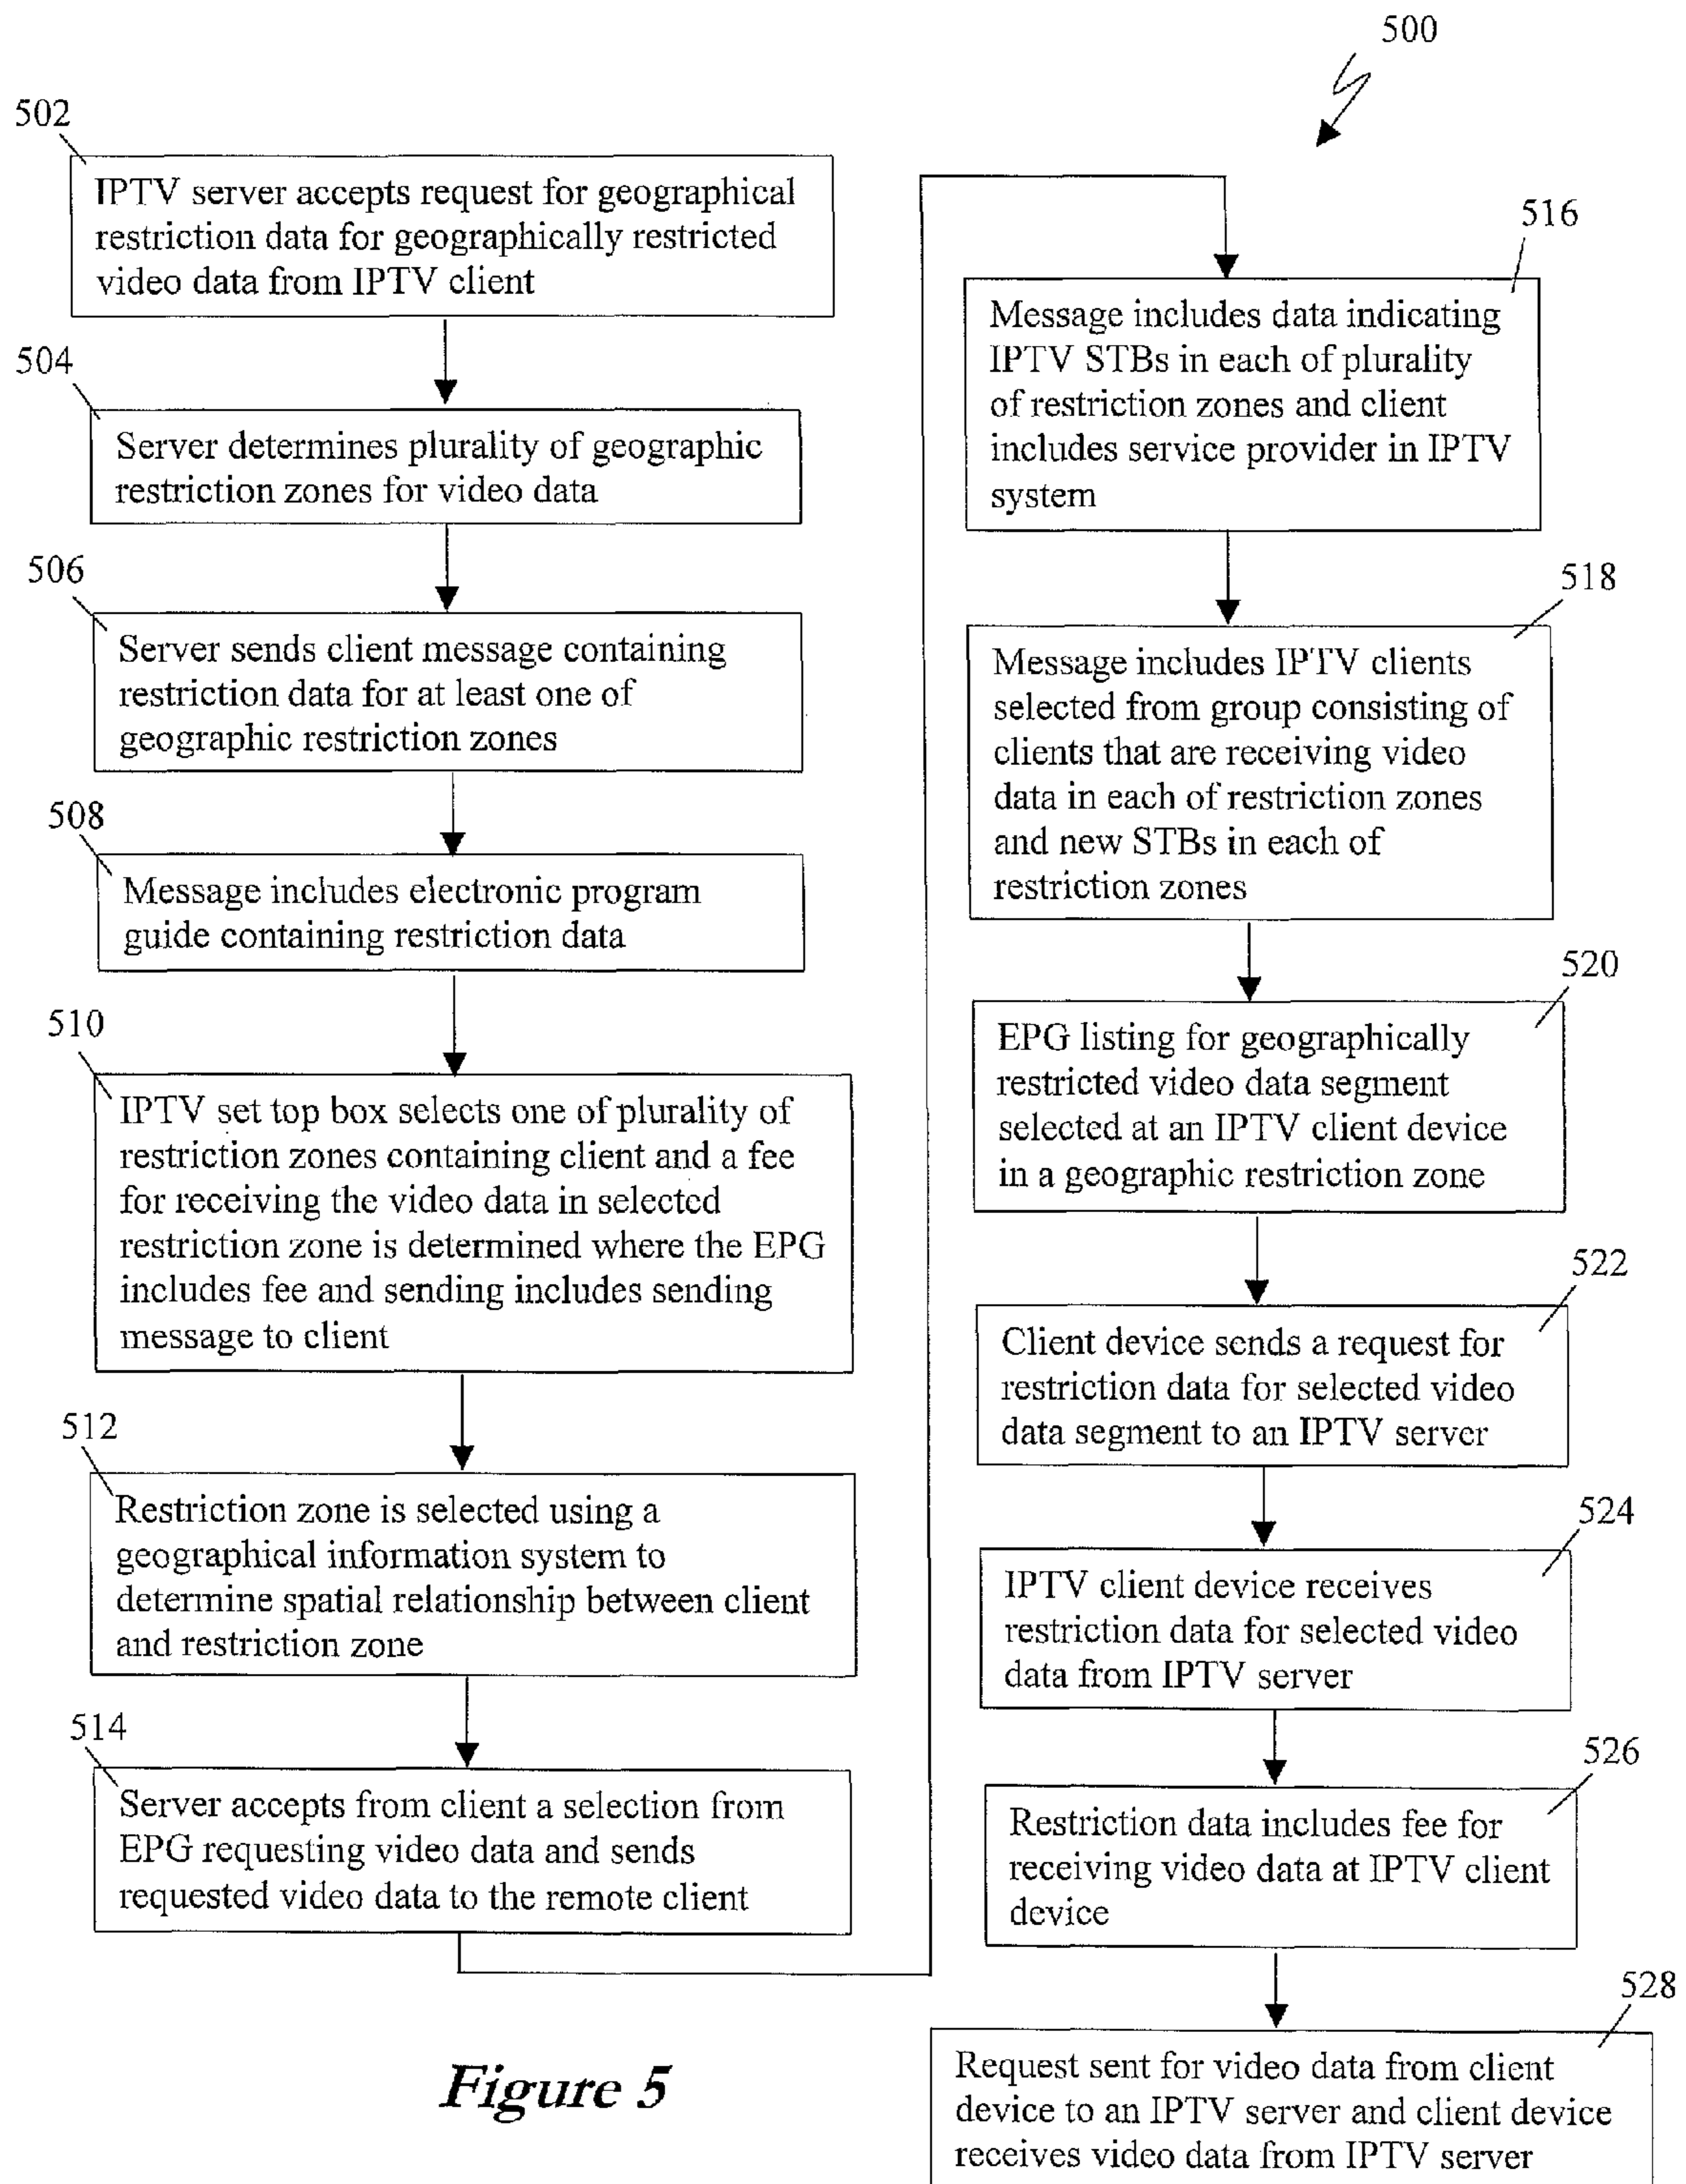 500
502
IPTV server accepts request for geographical
restriction data for geographically restricted
video data from IPTV client
504
Server determines plurality of geographic
restriction zones for video data
506
Server sends client message containing
restriction data for at least one of
geographic restriction zones
508
Message includes electronic program
guide containing restriction data
510
IPTV set top box selects one of plurality of
restriction zones containing client and a fee
for receiving the video data in selected
restriction zone is determined where the EPG
includes fee and sending includes sending
message to client
512
Restriction zone is selected using a
geographical information system to
determine spatial relationship between client
and restriction zone
514
Server accepts from client a selection from
EPG requesting video data and sends
requested video data to the remote client
516
Message includes data indicating
IPTV STBs in each of plurality
of restriction zones and client
includes service provider in IPTV
system
518
Message includes IPTV clients
selected from group consisting of
clients that are receiving video
data in each of restriction zones
and new STBs in each of
restriction zones
520
EPG listing for geographically
restricted video data segment
selected at an IPTV client device
in a geographic restriction zone
522
Client device sends a request for
restriction data for selected video
data segment to an IPTV server
524
IPTV client device receives
restriction data for selected video
data from IPTV server
526
Restriction data includes fee for
receiving video data at IPTV client
device
528
Request sent for video data from client
device to an IPTV server and client device
receives video data from IPTV server
Figure 5